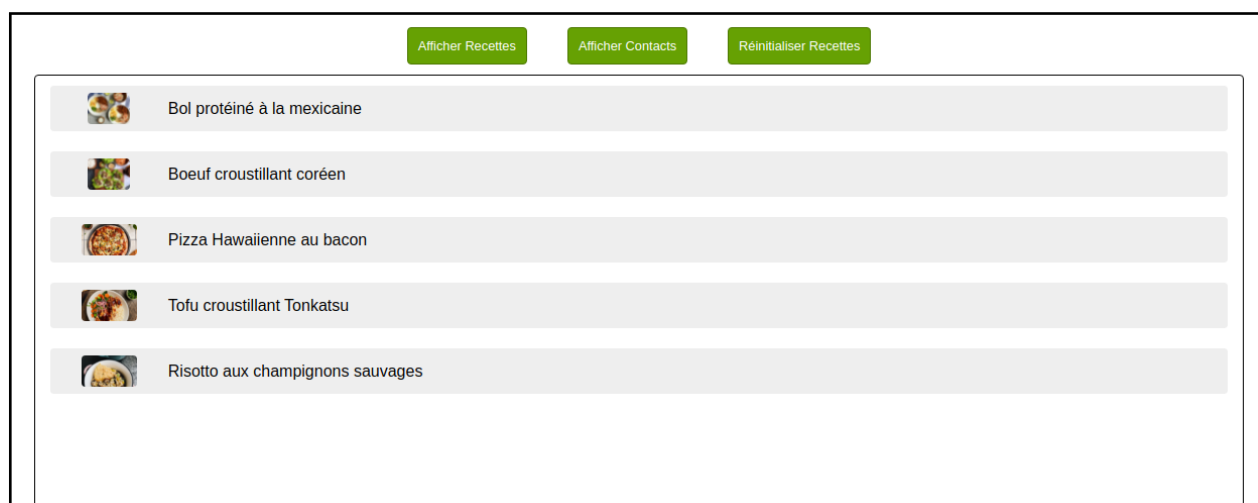 Afficher Recettes Afficher Contacts Réinitialiser Recettes
Bol protéiné à la mexicaine
Boeuf croustillant coréen
Pizza Hawaiienne au bacon
Tofu croustillant Tonkatsu
Risotto aux champignons sauvages